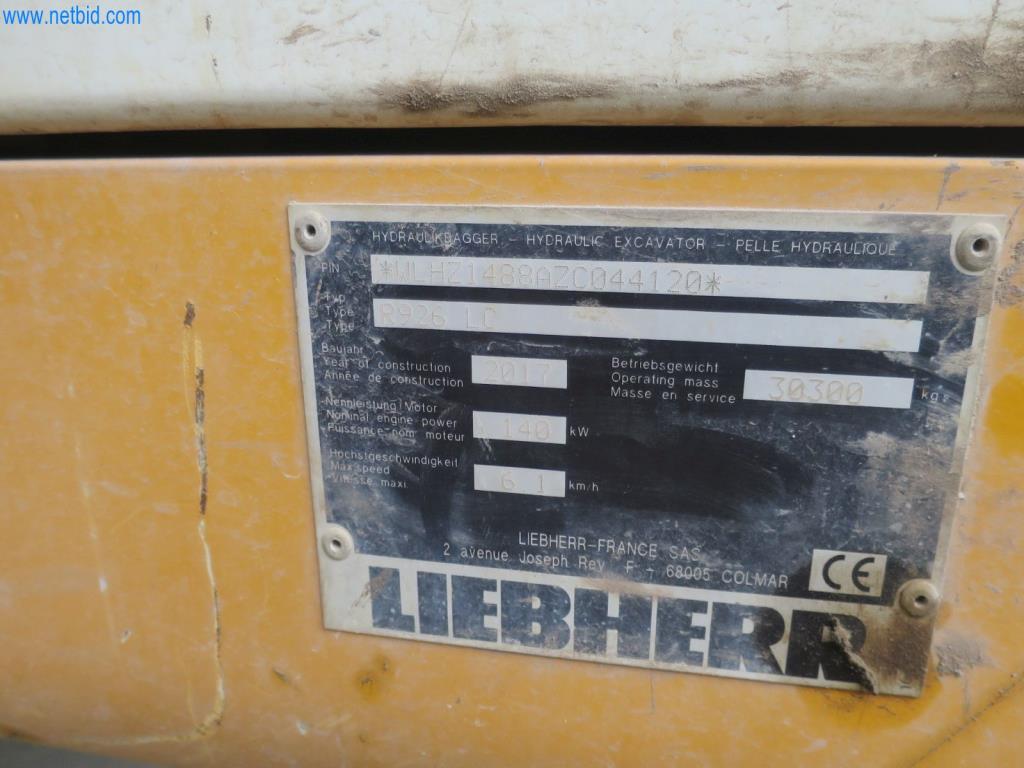 www.netbid.com
HYDRAULIKBAGGER - HYDRAULIC EXCAVATOR - PELLE HYDRAULIQUE
PIN *WLHZ1488AZC044120*
Typ
Type R926 LC
Type
Baujahr
Year of construction 2017
Année de construction
Betriebsgewicht
Operating mass 30300 kgs
Masse en service
Nennleistung Motor
Nominal engine power 140 kW
Puissance nom moteur
Höchstgeschwindigkeit
Max speed 6.1 km/h
Vitesse maxi
LIEBHERR-FRANCE SAS
2 avenue Joseph Rey F - 68005 COLMAR
CE
LIEBHERR